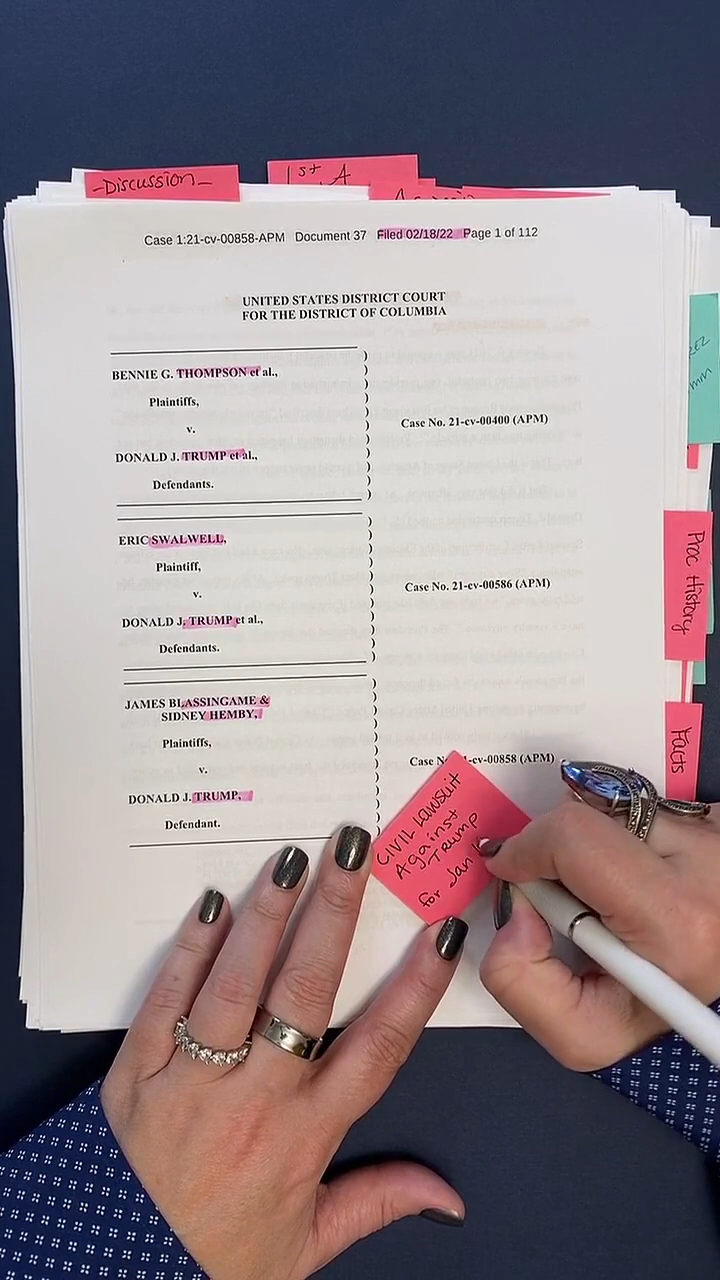 -Discussion-
1st A
Case 1:21-cv-00858-APM Document 37 Filed 02/18/22 Page 1 of 112
UNITED STATES DISTRICT COURT
FOR THE DISTRICT OF COLUMBIA
BENNIE G. THOMPSON et al.,
Plaintiffs,
v.
DONALD J. TRUMP et al.,
Defendants.
Case No. 21-cv-00400 (APM)
ERIC SWALWELL,
Plaintiff,
v.
DONALD J. TRUMP et al.,
Defendants.
Case No. 21-cv-00586 (APM)
JAMES BLASSINGAME &
SIDNEY HEMBY,
Plaintiffs,
v.
DONALD J. TRUMP,
Defendant.
Case -cv-00858 (APM)
CIVIL LAWSUIT
Against
Trump
for Jan
Proc History
Facts